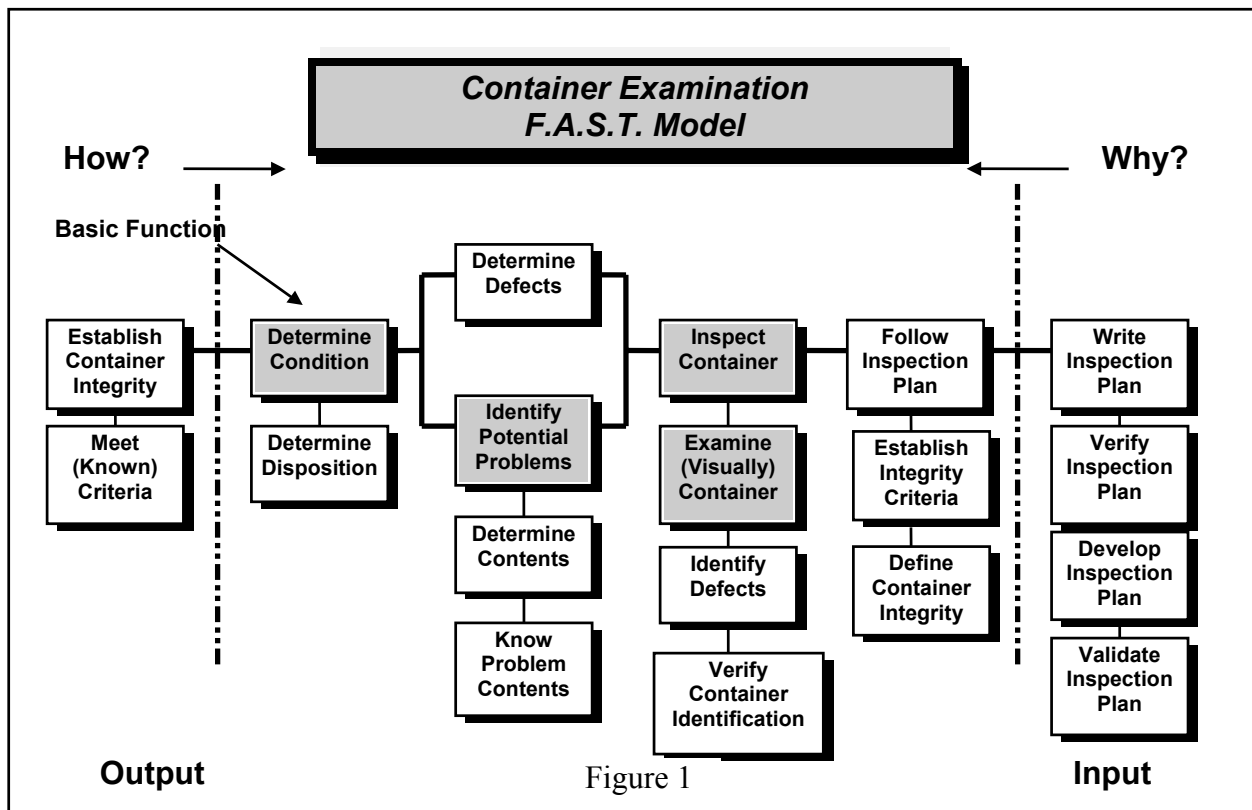 Container Examination
F.A.S.T. Model
How?
Why?
Basic Function
Establish
Container
Integrity
Meet
(Known)
Criteria
Determine
Condition
Determine
Disposition
Determine
Defects
Identify
Potential
Problems
Determine
Contents
Know
Problem
Contents
Inspect
Container
Examine
(Visually)
Container
Identify
Defects
Verify
Container
Identification
Follow
Inspection
Plan
Establish
Integrity
Criteria
Define
Container
Integrity
Write
Inspection
Plan
Verify
Inspection
Plan
Develop
Inspection
Plan
Validate
Inspection
Plan
Output
Figure 1
Input